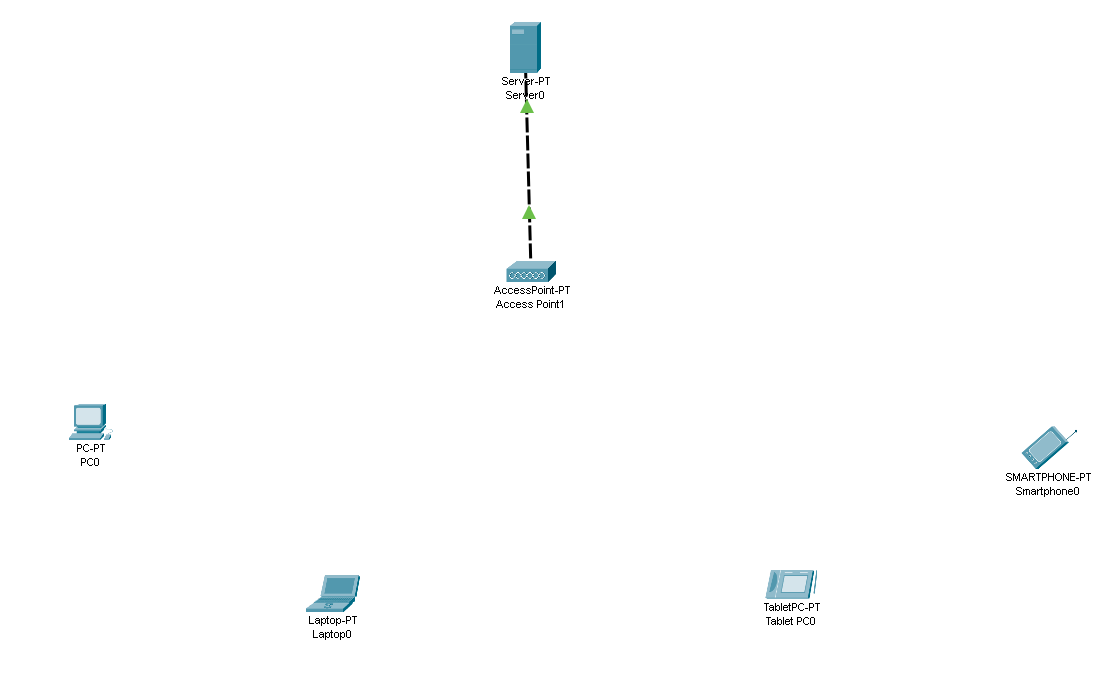 Server-PT
Server0
AccessPoint-PT
Access Point1
PC-PT
PC0
SMARTPHONE-PT
Smartphone0
Laptop-PT
Laptop0
TabletPC-PT
Tablet PC0